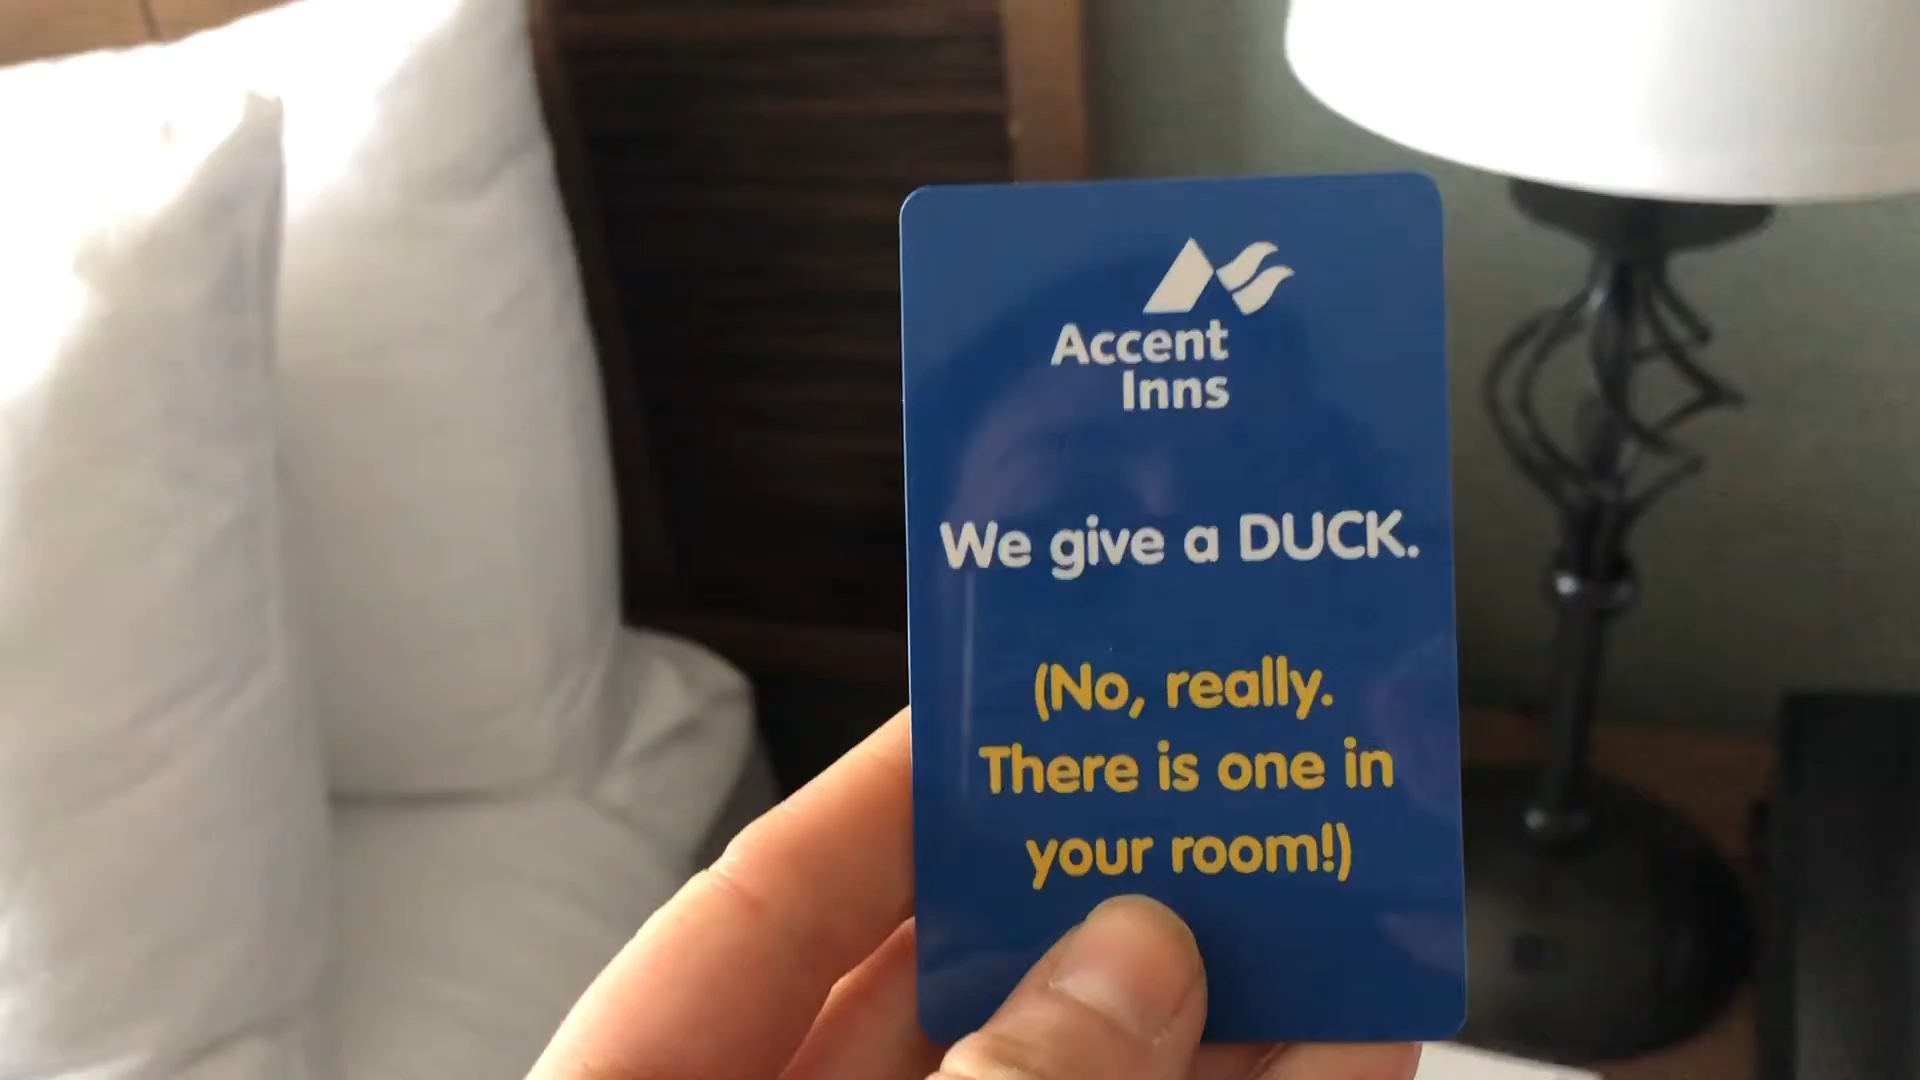 Accent
Inns
We give a DUCK.
(No, really.
There is one in
your room!)